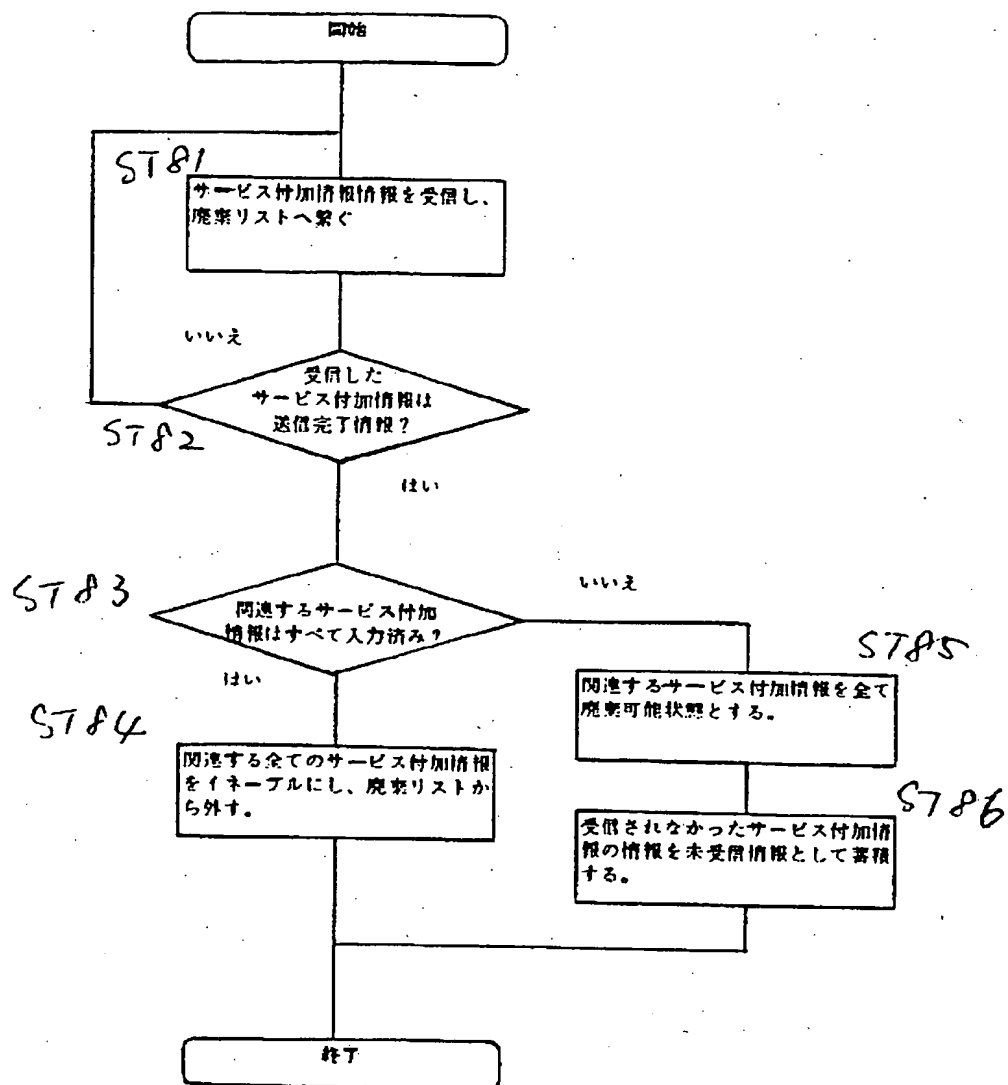 開始
ST81
サービス付加情報情報を受信し、
廃棄リストへ繋ぐ
いいえ
受信した
サービス付加情報は
送信完了情報？
ST82
はい
ST83
いいえ
関連するサービス付加
情報はすべて入力済み？
はい
ST85
関連するサービス付加情報を全て
廃棄可能状態とする。
ST84
関連する全てのサービス付加情報
をイネーブルにし、廃棄リストか
ら外す。
ST86
受信されなかったサービス付加情
報の情報を未受信情報として蓄積
する。
終了